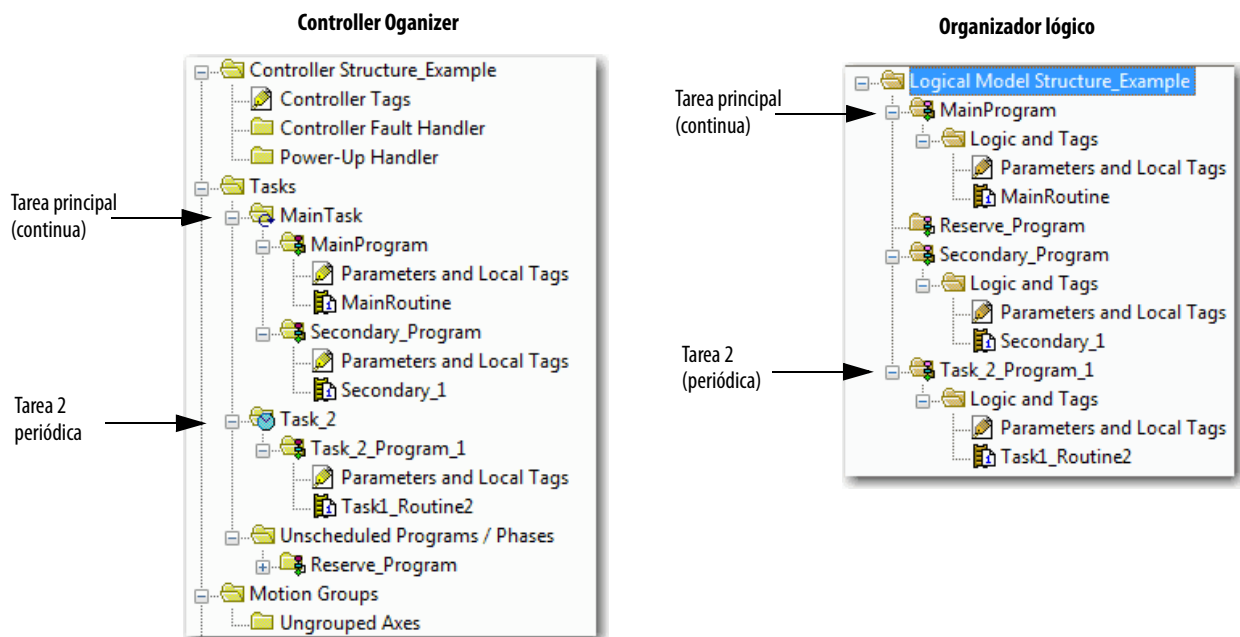 Controller Oganizer
Controller Structure_Example
Controller Tags
Controller Fault Handler
Power-Up Handler
Tasks
Tarea principal
(continua)
MainTask
MainProgram
Parameters and Local Tags
MainRoutine
Secondary_Program
Parameters and Local Tags
Secondary_1
Tarea 2
periódica
Task_2
Task_2_Program_1
Parameters and Local Tags
Task1_Routine2
Unscheduled Programs / Phases
Reserve_Program
Motion Groups
Ungrouped Axes
Organizador lógico
Logical Model Structure_Example
Tarea principal
(continua)
MainProgram
Logic and Tags
Parameters and Local Tags
MainRoutine
Reserve_Program
Secondary_Program
Logic and Tags
Parameters and Local Tags
Secondary_1
Tarea 2
(periódica)
Task_2_Program_1
Logic and Tags
Parameters and Local Tags
Task1_Routine2